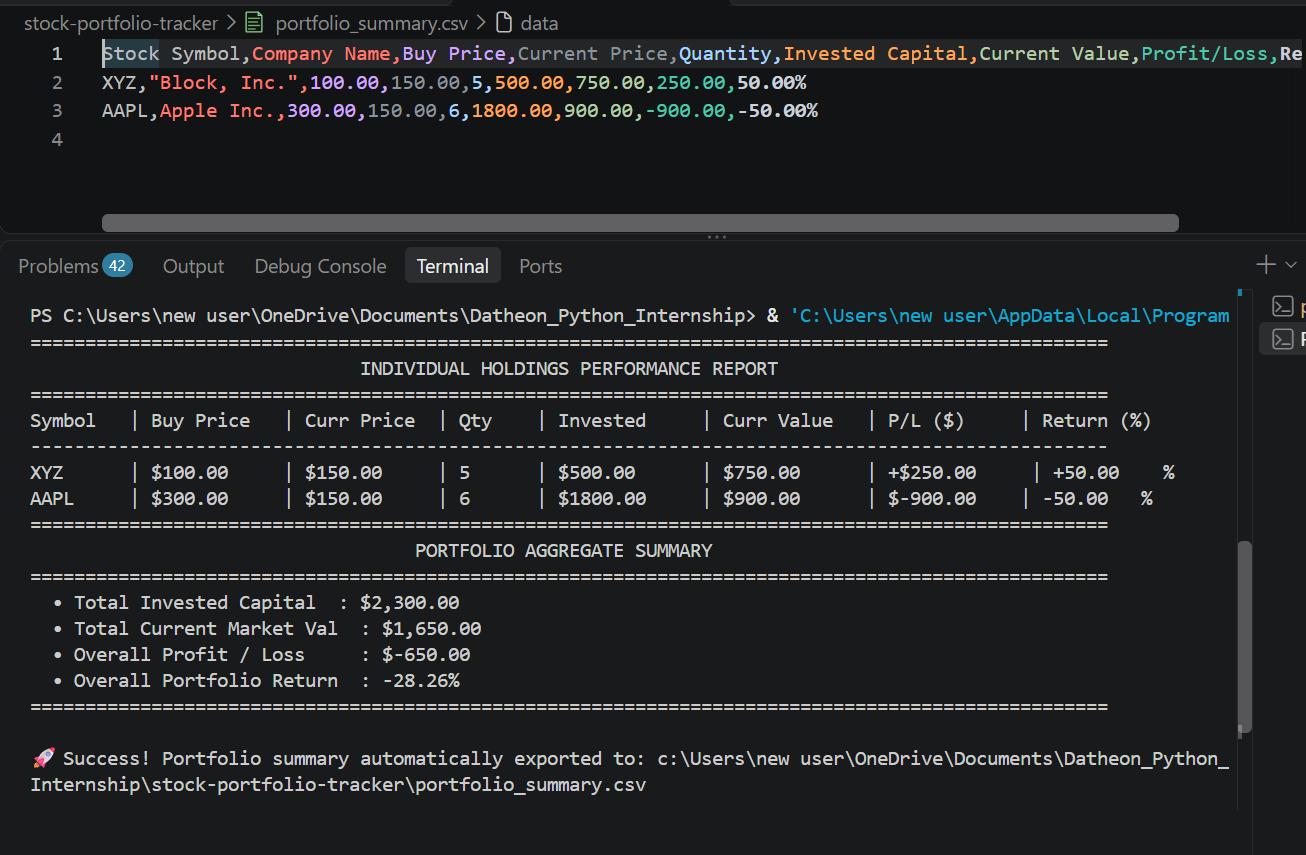 stock-portfolio-tracker > portfolio_summary.csv > data
1 Stock Symbol,Company Name,Buy Price,Current Price,Quantity,Invested Capital,Current Value,Profit/Loss,Re
2 XYZ,"Block, Inc.",100.00,150.00,5,500.00,750.00,250.00,50.00%
3 AAPL,Apple Inc.,300.00,150.00,6,1800.00,900.00,-900.00,-50.00%
4
Problems 42 Output Debug Console Terminal Ports
PS C:\Users\new user\OneDrive\Documents\Datheon_Python_Internship> & 'C:\Users\new user\AppData\Local\Program
==================================================================================================
INDIVIDUAL HOLDINGS PERFORMANCE REPORT
==================================================================================================
Symbol | Buy Price | Curr Price | Qty | Invested | Curr Value | P/L ($) | Return (%)
--------------------------------------------------------------------------------------------------
XYZ | $100.00 | $150.00 | 5 | $500.00 | $750.00 | +$250.00 | +50.00 %
AAPL | $300.00 | $150.00 | 6 | $1800.00 | $900.00 | $-900.00 | -50.00 %
==================================================================================================
PORTFOLIO AGGREGATE SUMMARY
==================================================================================================
• Total Invested Capital : $2,300.00
• Total Current Market Val : $1,650.00
• Overall Profit / Loss : $-650.00
• Overall Portfolio Return : -28.26%
==================================================================================================
🚀 Success! Portfolio summary automatically exported to: c:\Users\new user\OneDrive\Documents\Datheon_Python_
Internship\stock-portfolio-tracker\portfolio_summary.csv